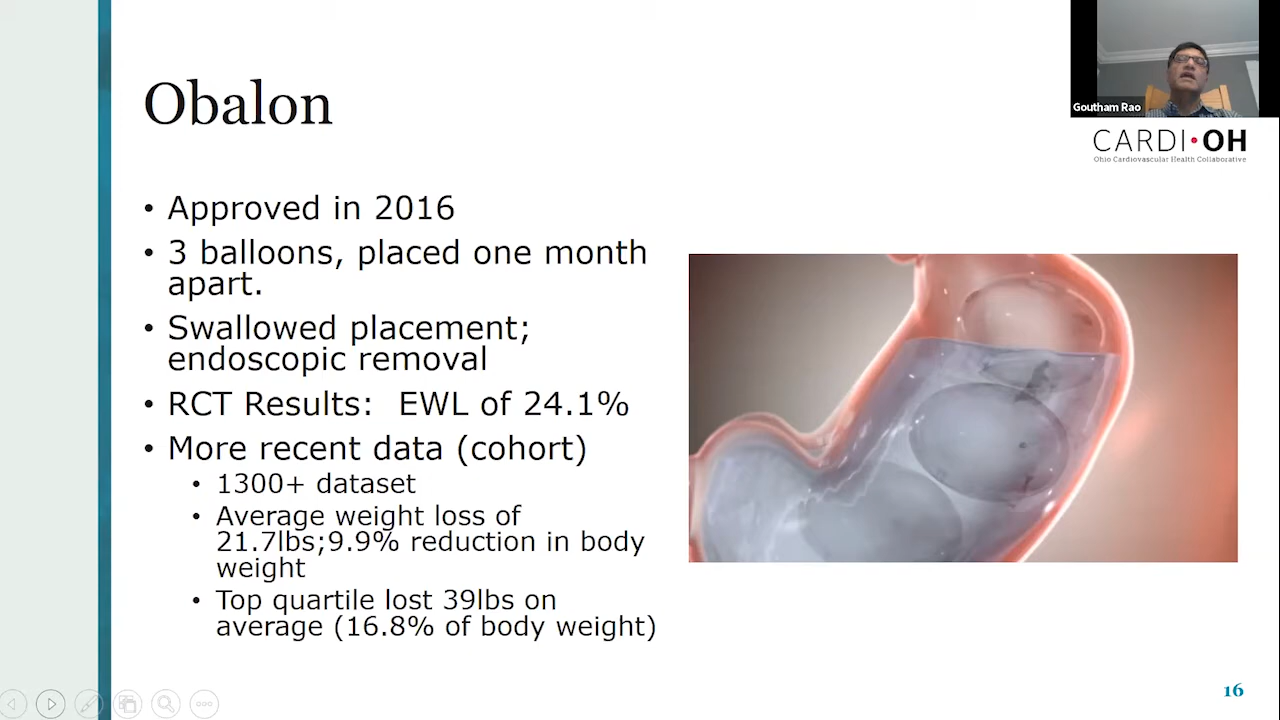 Obalon
• Approved in 2016
• 3 balloons, placed one month
apart.
• Swallowed placement;
endoscopic removal
• RCT Results:  EWL of 24.1%
• More recent data (cohort)
• 1300+ dataset
• Average weight loss of
21.7lbs;9.9% reduction in body
weight
• Top quartile lost 39lbs on
average (16.8% of body weight)
Goutham Rao
CARDI•OH
Ohio Cardiovascular Health Collaborative
16